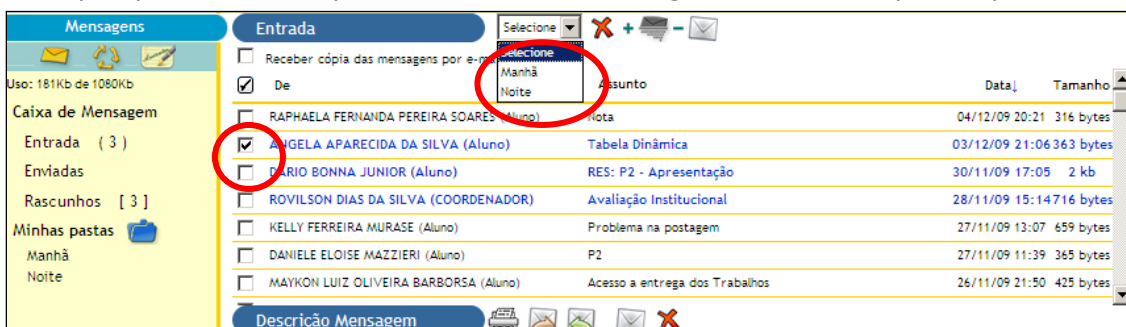 Mensagens
Entrada
Selecione
Receber cópia das mensagens por e-m
Selecione
Manhã
Noite
Uso: 181Kb de 1080Kb
De Assunto Data↓ Tamanho
Caixa de Mensagem
RAPHAELA FERNANDA PEREIRA SOARES (Aluno) Nota 04/12/09 20:21 316 bytes
Entrada (3)
ANGELA APARECIDA DA SILVA (Aluno) Tabela Dinâmica 03/12/09 21:06 363 bytes
Enviadas
DARIO BONNA JUNIOR (Aluno) RES: P2 - Apresentação 30/11/09 17:05 2 kb
Rascunhos [3]
ROVILSON DIAS DA SILVA (COORDENADOR) Avaliação Institucional 28/11/09 15:14 716 bytes
Minhas pastas
KELLY FERREIRA MURASE (Aluno) Problema na postagem 27/11/09 13:07 659 bytes
Manhã
DANIELE ELOISE MAZZIERI (Aluno) P2 27/11/09 11:39 365 bytes
Noite
MAYKON LUIZ OLIVEIRA BARBORSA (Aluno) Acesso a entrega dos Trabalhos 26/11/09 21:50 425 bytes
Descrição Mensagem